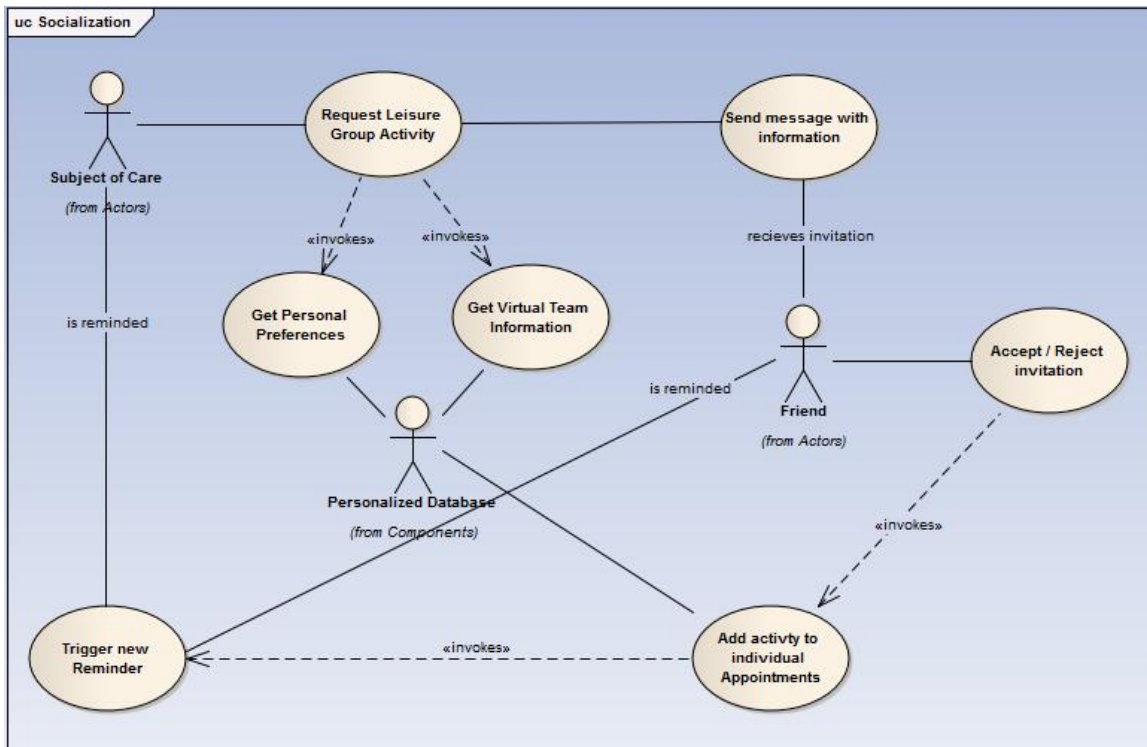 uc Socialization
Request Leisure
Group Activity
Send message with
information
Subject of Care
(from Actors)
«invokes»
«invokes»
recieves invitation
Get Personal
Preferences
Get Virtual Team
Information
is reminded
Accept / Reject
invitation
is reminded
Friend
(from Actors)
Personalized Database
(from Components)
«invokes»
Trigger new
Reminder
«invokes»
Add activty to
individual
Appointments